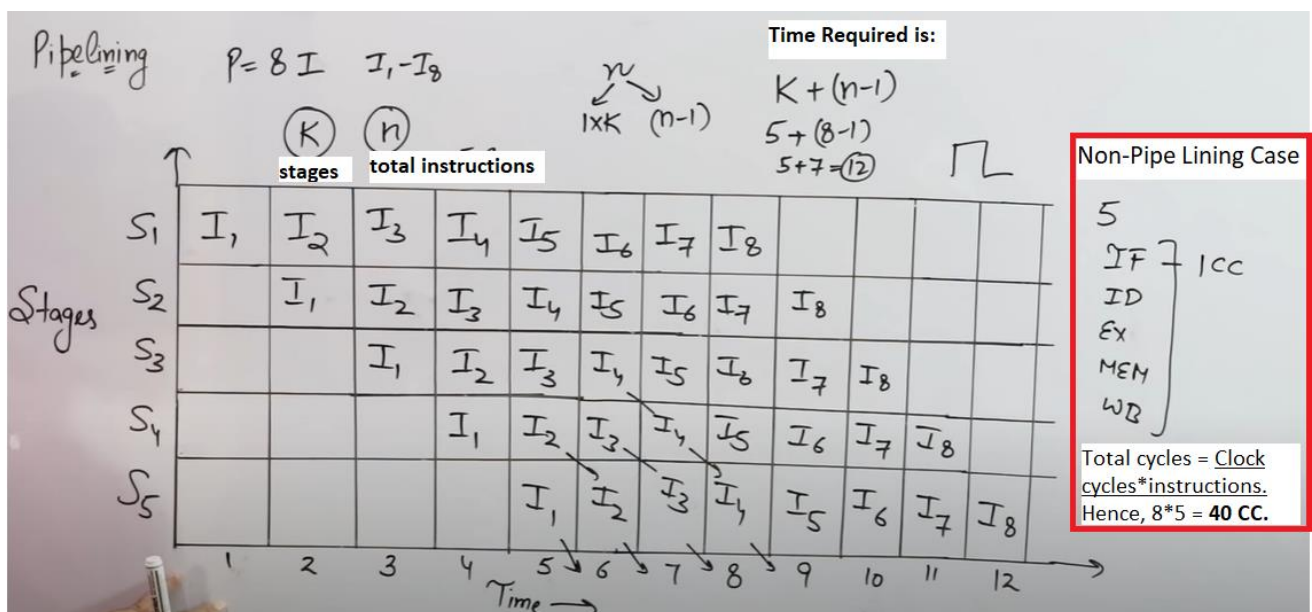 Pipelining
P= 8 I I₁-I₈
n
1×K (n-1)
Time Required is:
K + (n-1)
5 + (8-1)
5+7=12
K n
stages total instructions
Stages
S₁ I₁ I₂ I₃ I₄ I₅ I₆ I₇ I₈
S₂ I₁ I₂ I₃ I₄ I₅ I₆ I₇ I₈
S₃ I₁ I₂ I₃ I₄ I₅ I₆ I₇ I₈
S₄ I₁ I₂ I₃ I₄ I₅ I₆ I₇ I₈
S₅ I₁ I₂ I₃ I₄ I₅ I₆ I₇ I₈
1 2 3 4 5 6 7 8 9 10 11 12
Time
Non-Pipe Lining Case
5
IF 1CC
ID
EX
MEM
WB
Total cycles = Clock
cycles*instructions.
Hence, 8*5 = 40 CC.